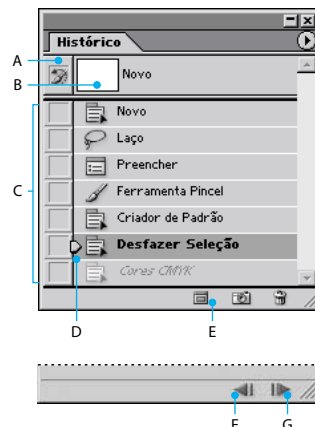 Histórico
A
Novo
B
Novo
Laço
Preencher
C
Ferramenta Pincel
Criador de Padrão
Desfazer Seleção
Cores CMYK
D
E
F
G